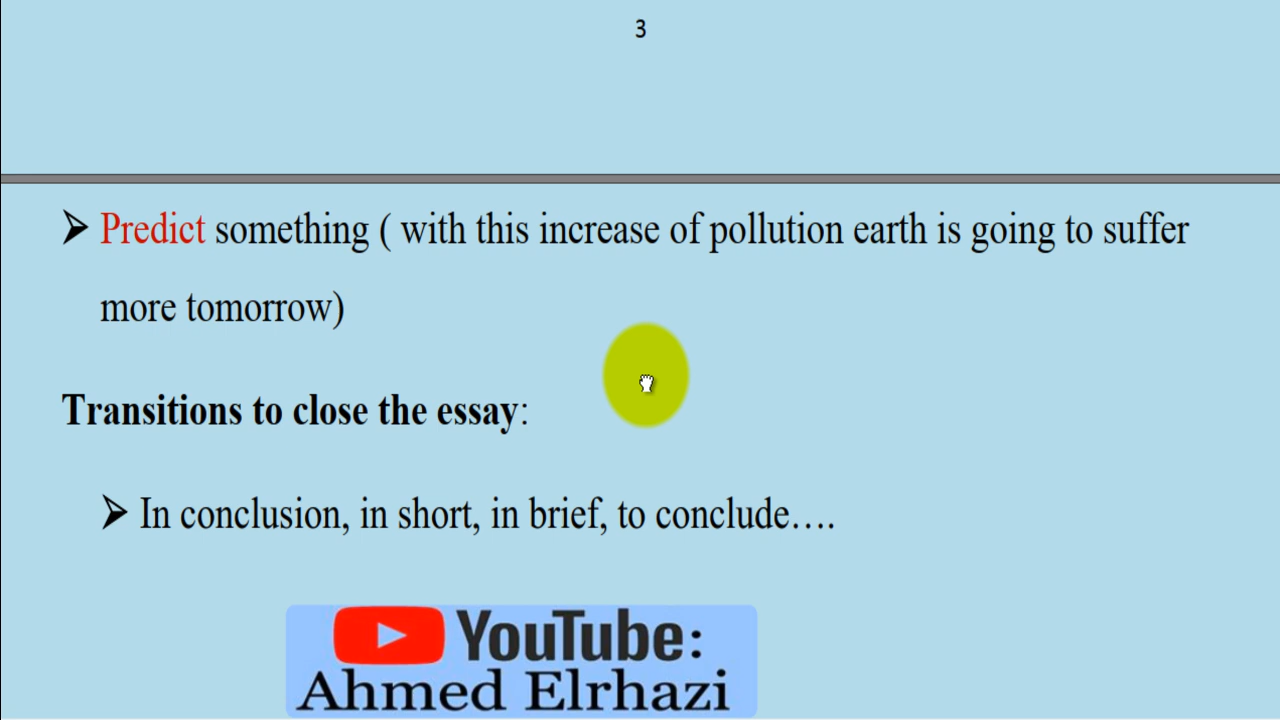 3
➢ Predict something ( with this increase of pollution earth is going to suffer
more tomorrow)
Transitions to close the essay:
➢ In conclusion, in short, in brief, to conclude….
YouTube:
Ahmed Elrhazi